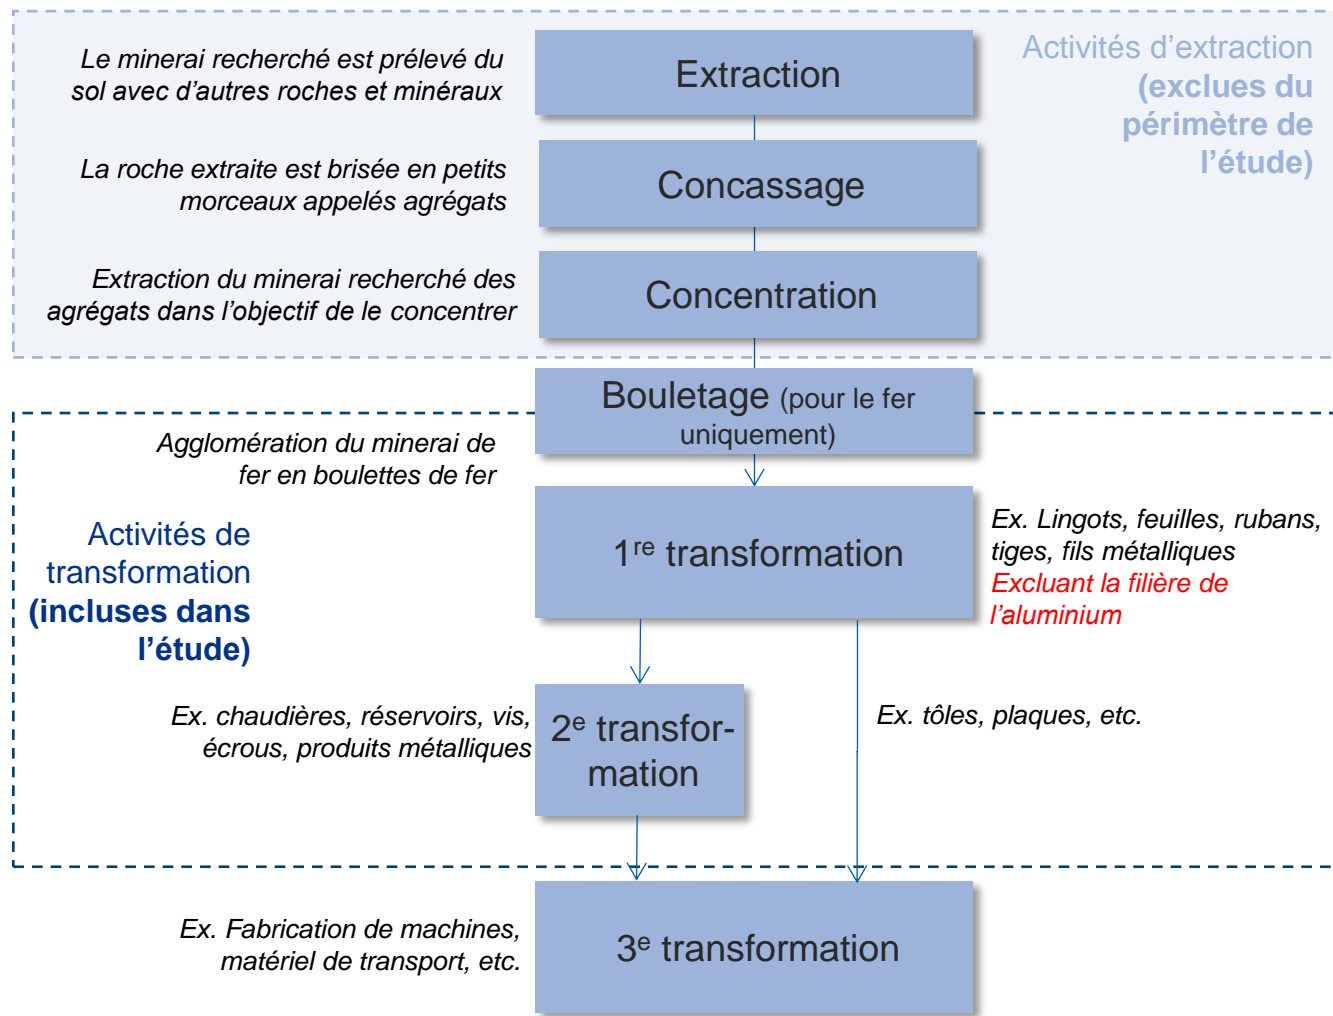 Le minerai recherché est prélevé du
sol avec d'autres roches et minéraux
Extraction
Activités d'extraction
(exclues du
périmètre de
l'étude)
La roche extraite est brisée en petits
morceaux appelés agrégats
Concassage
Extraction du minerai recherché des
agrégats dans l'objectif de le concentrer
Concentration
Bouletage (pour le fer
uniquement)
Agglomération du minerai de
fer en boulettes de fer
Activités de
transformation
(incluses dans
l'étude)
1re transformation
Ex. Lingots, feuilles, rubans,
tiges, fils métalliques
Excluant la filière de
l'aluminium
Ex. chaudières, réservoirs, vis,
écrous, produits métalliques
2e transfor-
mation
Ex. tôles, plaques, etc.
Ex. Fabrication de machines,
matériel de transport, etc.
3e transformation